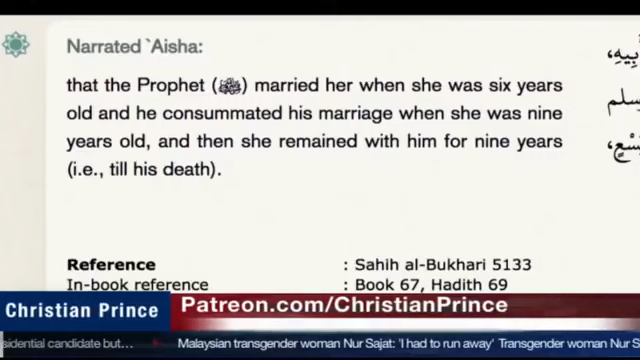 Narrated `Aisha:
that the Prophet (ﷺ) married her when she was six years
old and he consummated his marriage when she was nine
years old, and then she remained with him for nine years
(i.e., till his death).
Reference : Sahih al-Bukhari 5133
In-book reference : Book 67, Hadith 69
Christian Prince
Patreon.com/ChristianPrince
sidential candidate but… Malaysian transgender woman Nur Sajat: 'I had to run away' Transgender woman Nur S